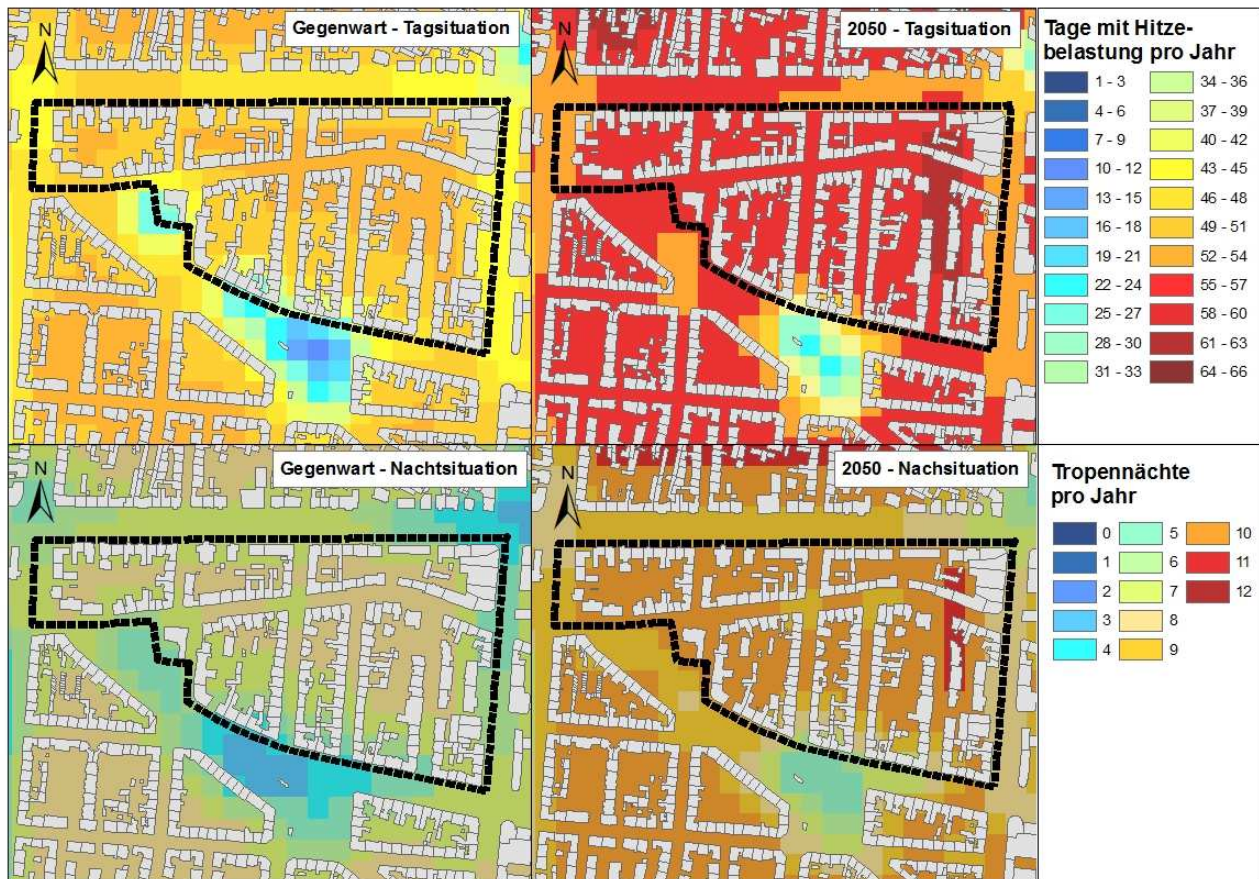 Gegenwart - Tagsituation
N
2050 - Tagsituation
N
Tage mit Hitze-
belastung pro Jahr
1 - 3
34 - 36
4 - 6
37 - 39
7 - 9
40 - 42
10 - 12
43 - 45
13 - 15
46 - 48
16 - 18
49 - 51
19 - 21
52 - 54
22 - 24
55 - 57
25 - 27
58 - 60
28 - 30
61 - 63
31 - 33
64 - 66
Gegenwart - Nachtsituation
N
2050 - Nachsituation
N
Tropennächte
pro Jahr
0
5
10
1
6
11
2
7
12
3
8
4
9